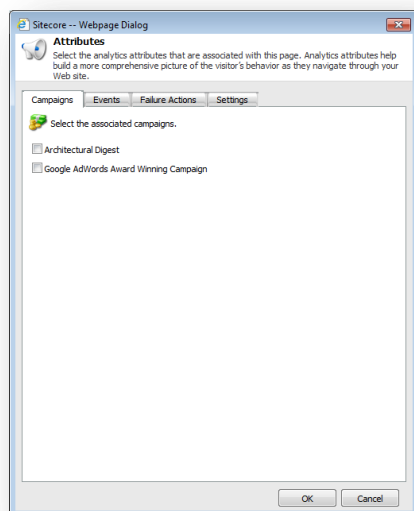 Sitecore -- Webpage Dialog
Attributes
Select the analytics attributes that are associated with this page. Analytics attributes help
build a more comprehensive picture of the visitor's behavior as they navigate through your
Web site.
Campaigns Events Failure Actions Settings
Select the associated campaigns.
Architectural Digest
Google AdWords Award Winning Campaign
OK Cancel